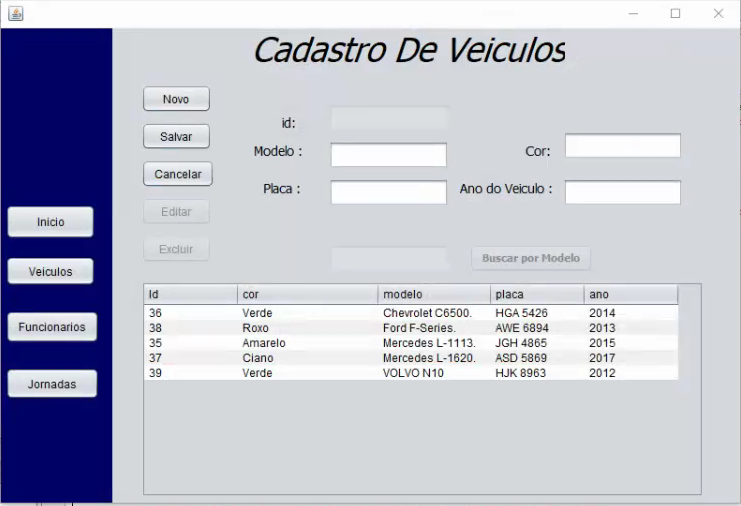 Cadastro De Veiculos
Novo
id:
Salvar
Modelo :
Cor:
Cancelar
Placa :
Ano do Veiculo :
Editar
Inicio
Excluir
Buscar por Modelo
Veiculos
Funcionarios
Jornadas
Id cor modelo placa ano
36 Verde Chevrolet C6500. HGA 5426 2014
38 Roxo Ford F-Series. AWE 6894 2013
35 Amarelo Mercedes L-1113. JGH 4865 2015
37 Ciano Mercedes L-1620. ASD 5869 2017
39 Verde VOLVO N10 HJK 8963 2012